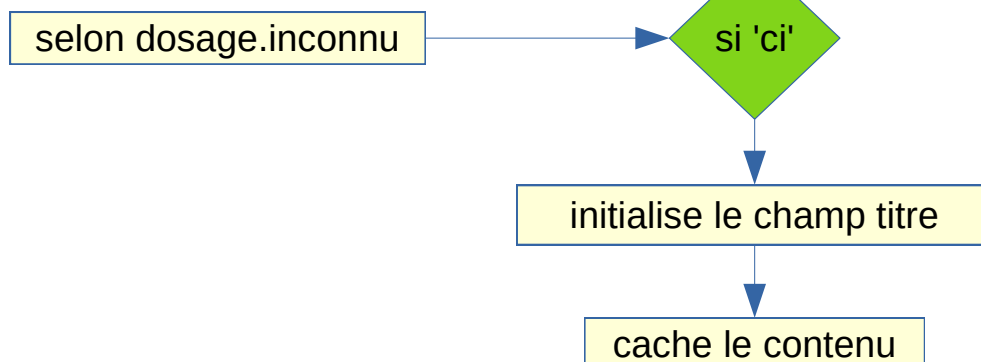 selon dosage.inconnu
si 'ci'
initialise le champ titre
cache le contenu